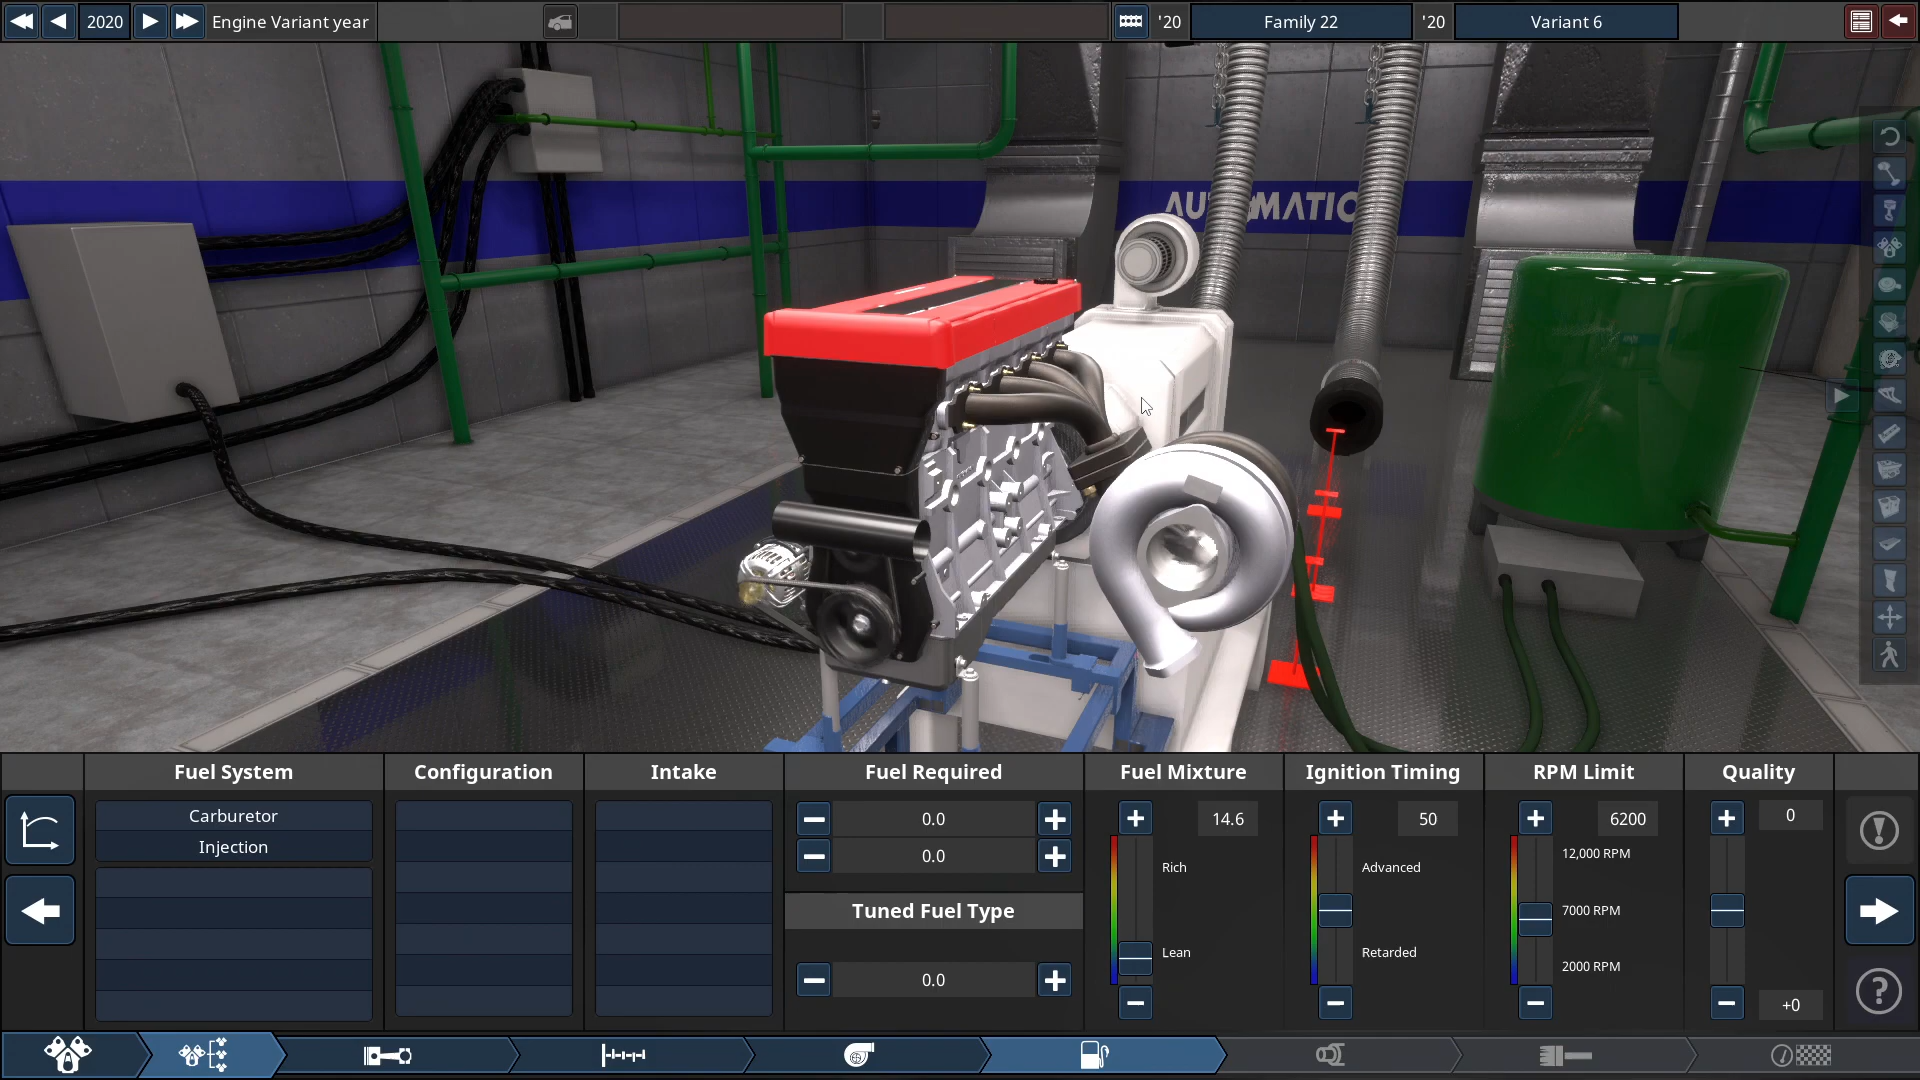 2020
Engine Variant year
'20
Family 22
'20
Variant 6
Fuel System
Configuration
Intake
Fuel Required
Fuel Mixture
Ignition Timing
RPM Limit
Quality
Carburetor
Injection
0.0
0.0
Tuned Fuel Type
0.0
14.6
Rich
Lean
50
Advanced
Retarded
6200
12,000 RPM
7000 RPM
2000 RPM
0
+0